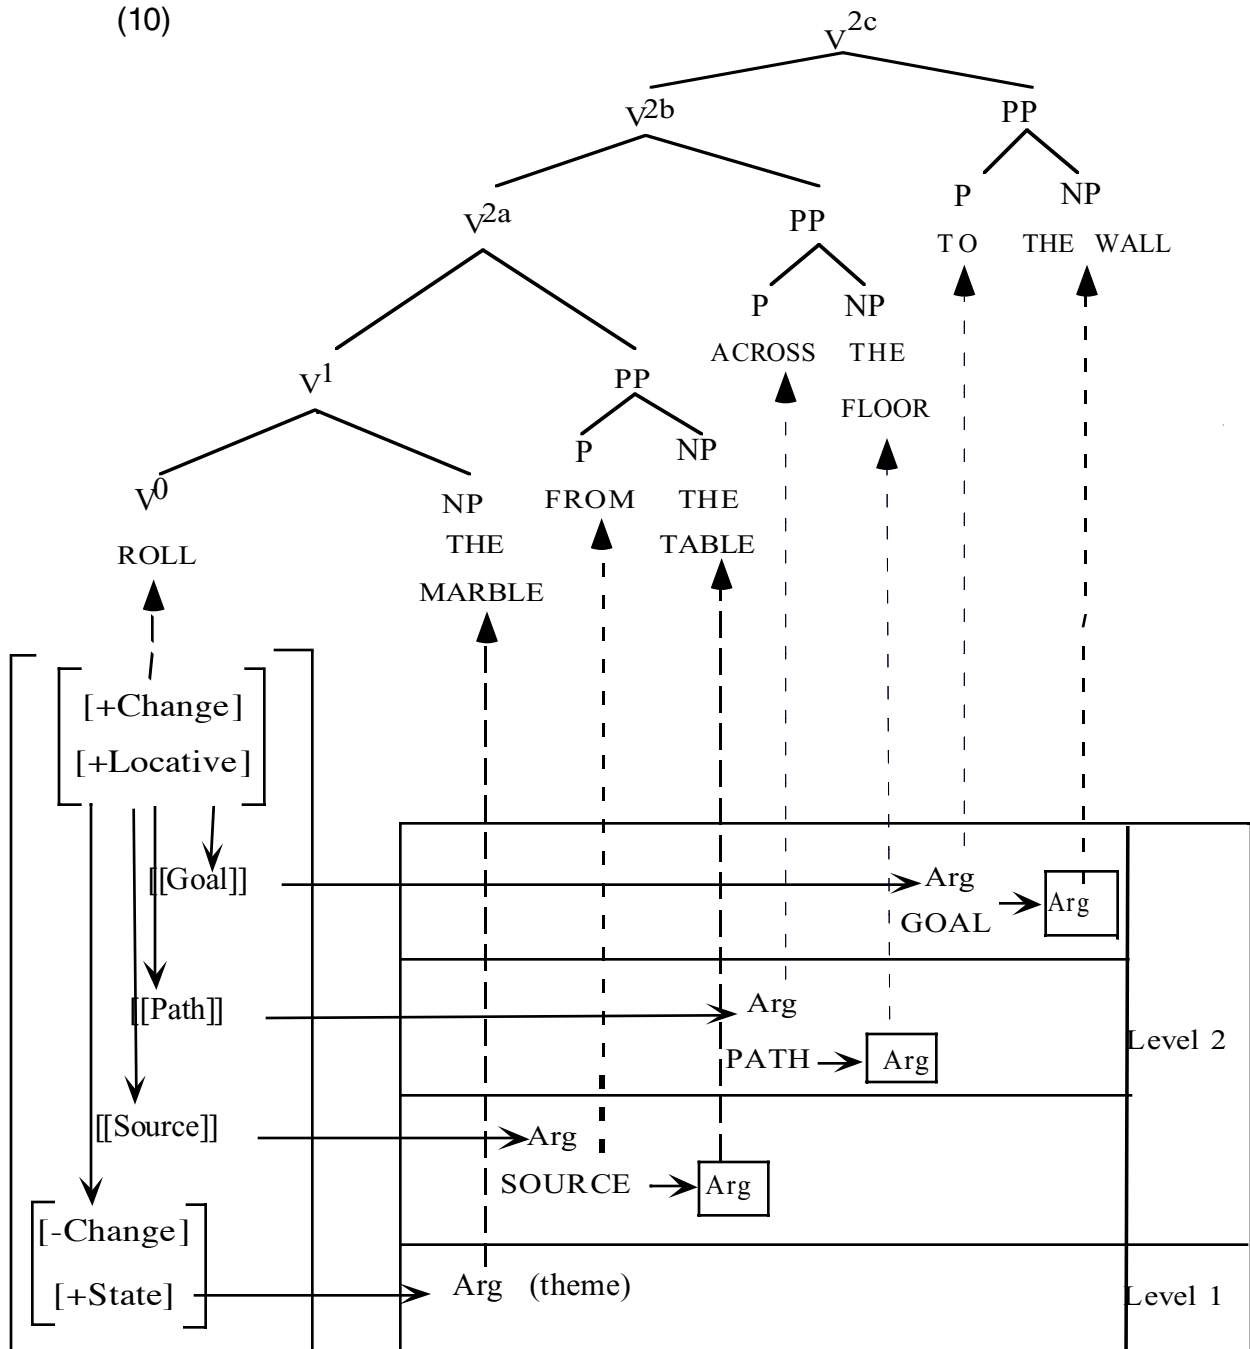 (10)
V2c
V2b
PP
P NP
V2a
PP
TO THE WALL
P NP
ACROSS THE
V1
PP
FLOOR
P NP
V0
NP
FROM THE
THE
TABLE
ROLL
MARBLE
[+Change]
[+Locative]
[[Goal]]
Arg
Arg
GOAL
[[Path]]
Arg
Level 2
PATH
Arg
[[Source]]
Arg
SOURCE
Arg
[-Change]
[+State]
Arg (theme)
Level 1